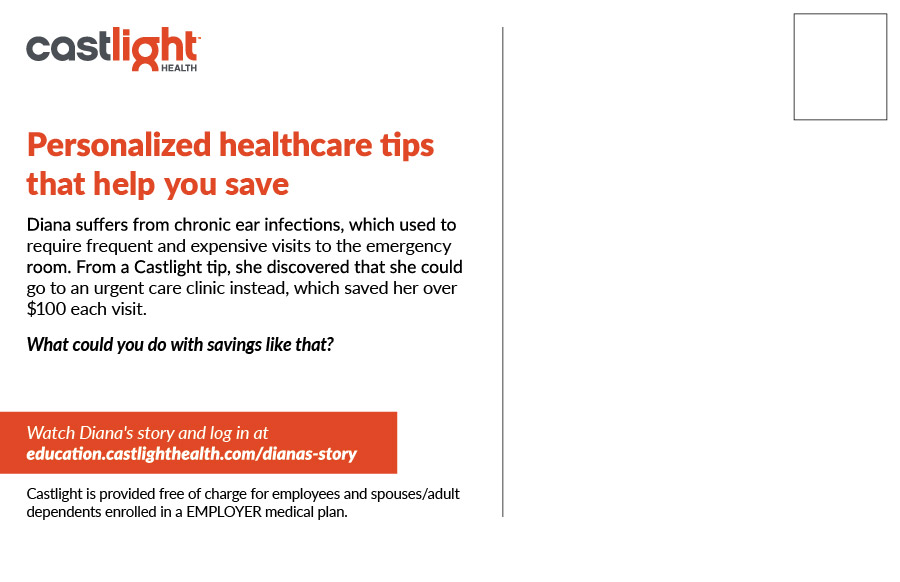 castlight™
HEALTH
Personalized healthcare tips
that help you save
Diana suffers from chronic ear infections, which used to
require frequent and expensive visits to the emergency
room. From a Castlight tip, she discovered that she could
go to an urgent care clinic instead, which saved her over
$100 each visit.
What could you do with savings like that?
Watch Diana's story and log in at
education.castlighthealth.com/dianas-story
Castlight is provided free of charge for employees and spouses/adult
dependents enrolled in a EMPLOYER medical plan.